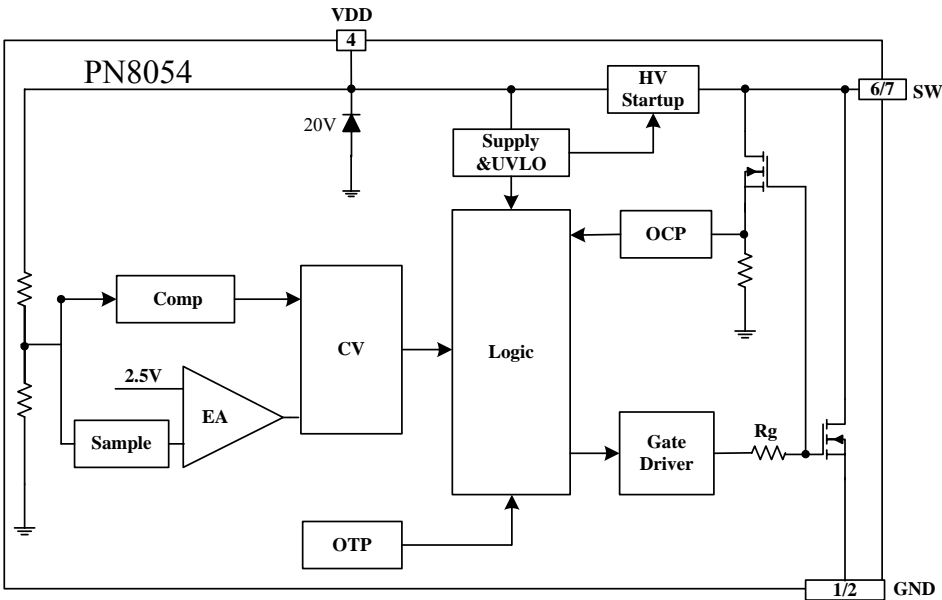 VDD
4
PN8054
HV
Startup
6/7
SW
20V
Supply
&UVLO
OCP
Comp
CV
Logic
2.5V
EA
Sample
Gate
Driver
Rg
OTP
1/2
GND